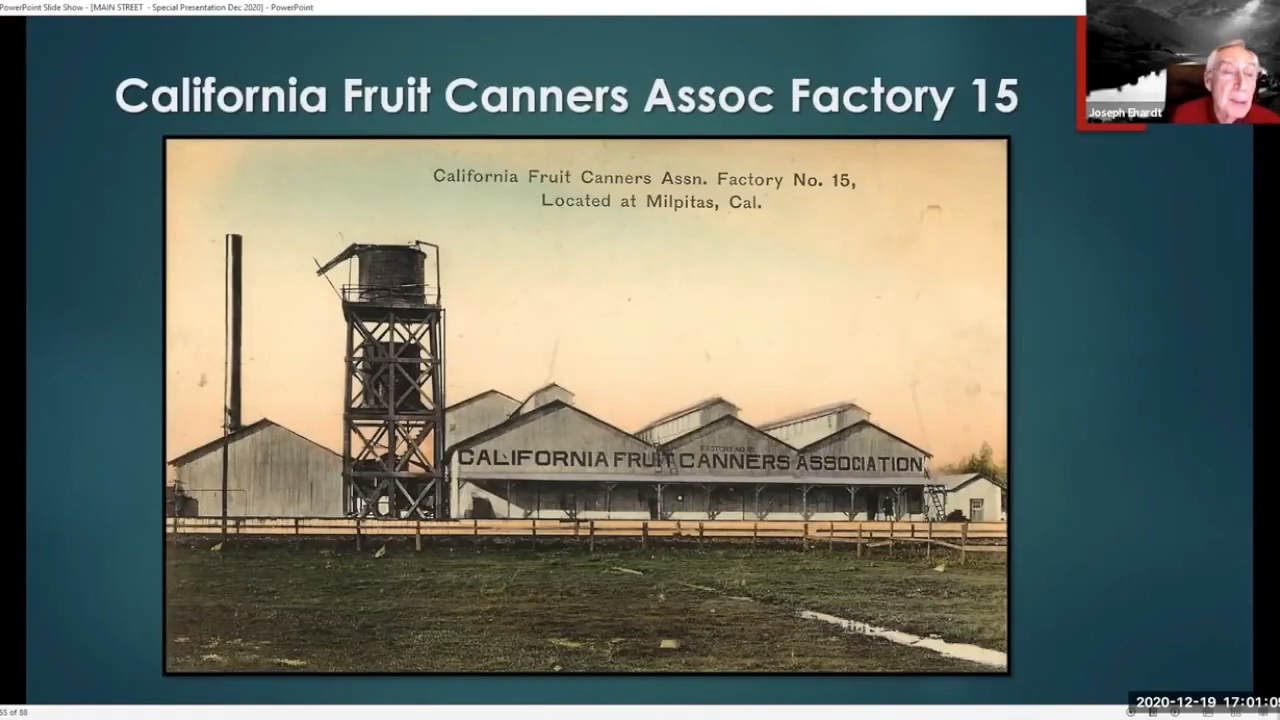 PowerPoint Slide Show - [MAIN STREET - Special Presentation Dec 2020] - PowerPoint
California Fruit Canners Assoc Factory 15
Joseph Ehardt
California Fruit Canners Assn. Factory No. 15,
Located at Milpitas, Cal.
CALIFORNIA FRUIT CANNERS ASSOCIATION
2020-12-19 17:01:0
55 of 88